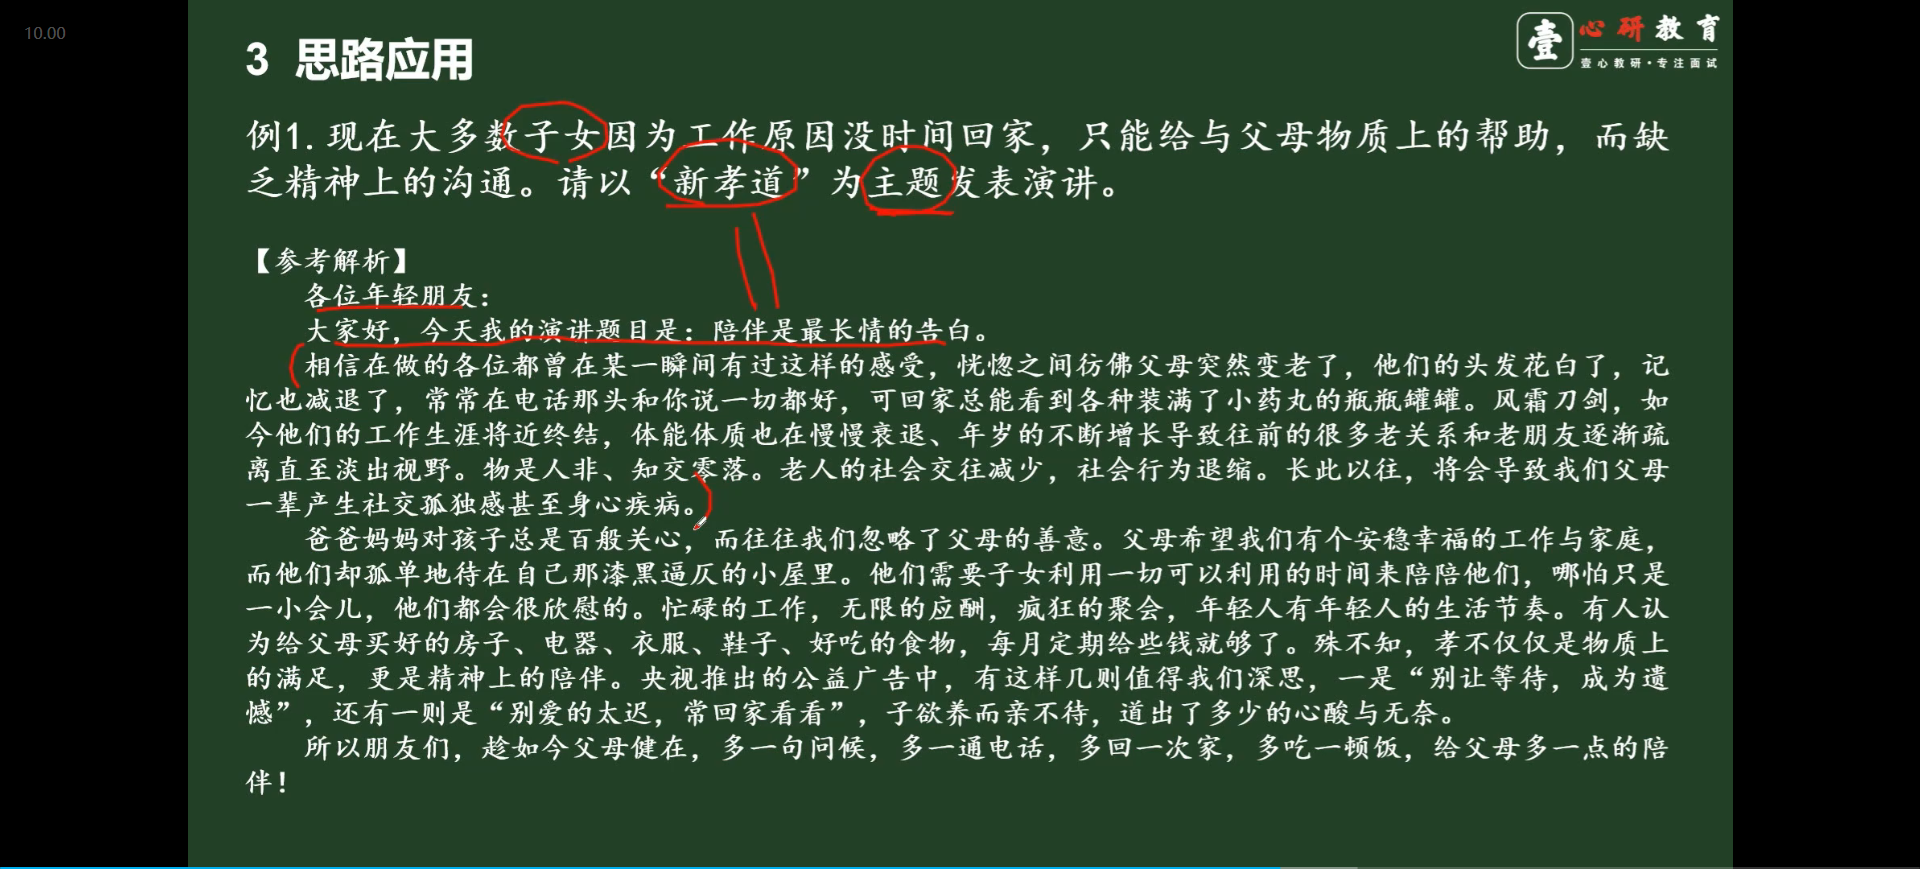 10.00
壹 心研教育
壹心教研·专注面试
3 思路应用
例1.现在大多数子女因为工作原因没时间回家，只能给与父母物质上的帮助，而缺
乏精神上的沟通。请以“新孝道”为主题发表演讲。
【参考解析】
各位年轻朋友：
大家好，今天我的演讲题目是：陪伴是最长情的告白。
相信在做的各位都曾在某一瞬间有过这样的感受，恍惚之间彷佛父母突然变老了，他们的头发花白了，记
忆也减退了，常常在电话那头和你说一切都好，可回家总能看到各种装满了小药丸的瓶瓶罐罐。风霜刀剑，如
今他们的工作生涯将近终结，体能体质也在慢慢衰退、年岁的不断增长导致往前的很多老关系和老朋友逐渐疏
离直至淡出视野。物是人非、知交零落。老人的社会交往减少，社会行为退缩。长此以往，将会导致我们父母
一辈产生社交孤独感甚至身心疾病。
爸爸妈妈对孩子总是百般关心，而往往我们忽略了父母的善意。父母希望我们有个安稳幸福的工作与家庭，
而他们却孤单地待在自己那漆黑逼仄的小屋里。他们需要子女利用一切可以利用的时间来陪陪他们，哪怕只是
一小会儿，他们都会很欣慰的。忙碌的工作，无限的应酬，疯狂的聚会，年轻人有年轻人的生活节奏。有人认
为给父母买好的房子、电器、衣服、鞋子、好吃的食物，每月定期给些钱就够了。殊不知，孝不仅仅是物质上
的满足，更是精神上的陪伴。央视推出的公益广告中，有这样几则值得我们深思，一是“别让等待，成为遗
憾”，还有一则是“别爱的太迟，常回家看看”，子欲养而亲不待，道出了多少的心酸与无奈。
所以朋友们，趁如今父母健在，多一句问候，多一通电话，多回一次家，多吃一顿饭，给父母多一点的陪
伴！